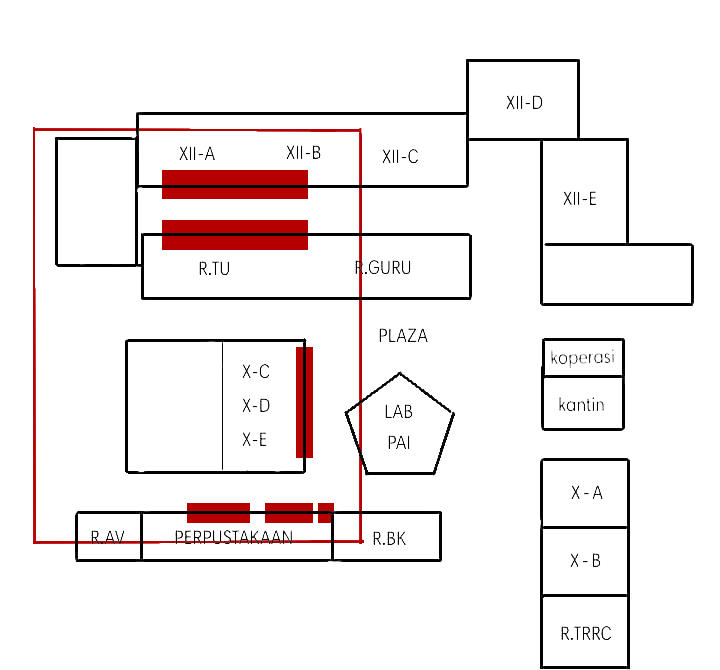 XII-D
XII-A
XII-B
XII-C
XII-E
R.TU
R.GURU
PLAZA
koperasi
X-C
X-D
X-E
LAB
PAI
kantin
X-A
R.AV
PERPUSTAKAAN
R.BK
X-B
R.TRRC